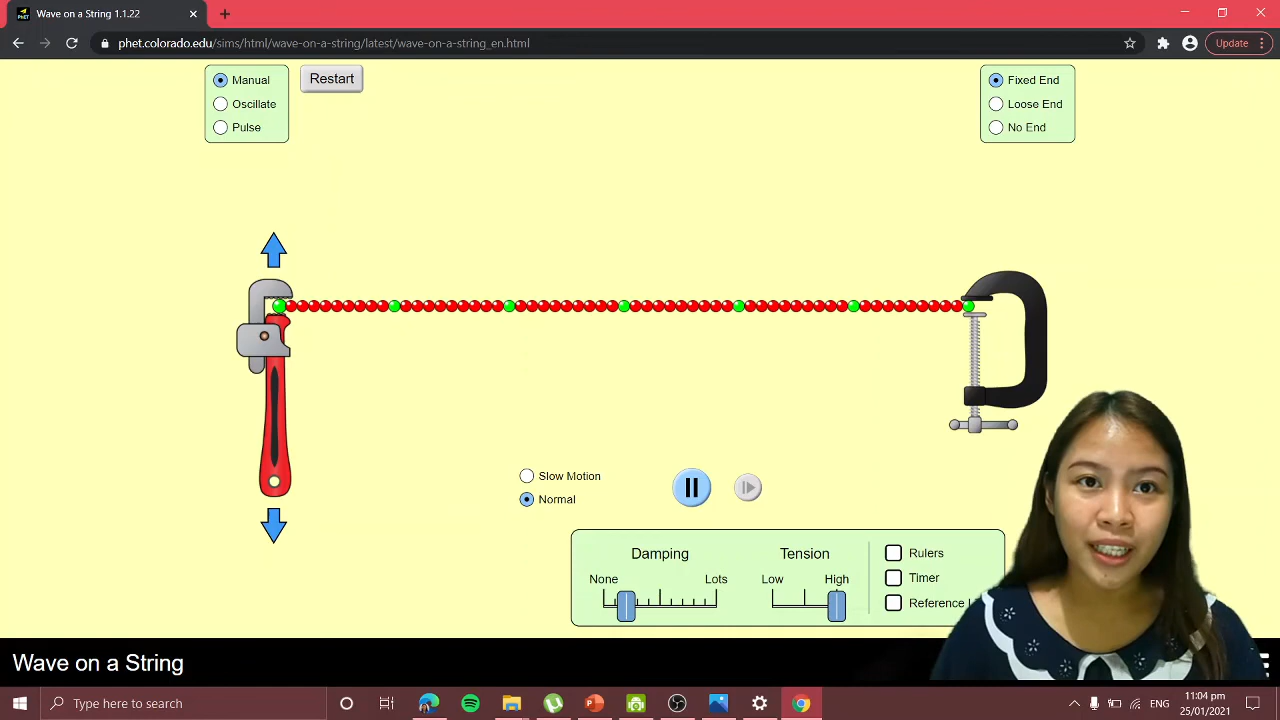 Wave on a String 1.22
phet.colorado.edu/sims/html/wave-on-a-string/latest/wave-on-a-string_en.html
Update
Manual
Oscillate
Pulse
Restart
Fixed End
Loose End
No End
Slow Motion
Normal
Damping
None
Lots
Tension
Low
High
Rulers
Timer
Reference
Wave on a String
Type here to search
ENG
11:04 pm
25/01/2021